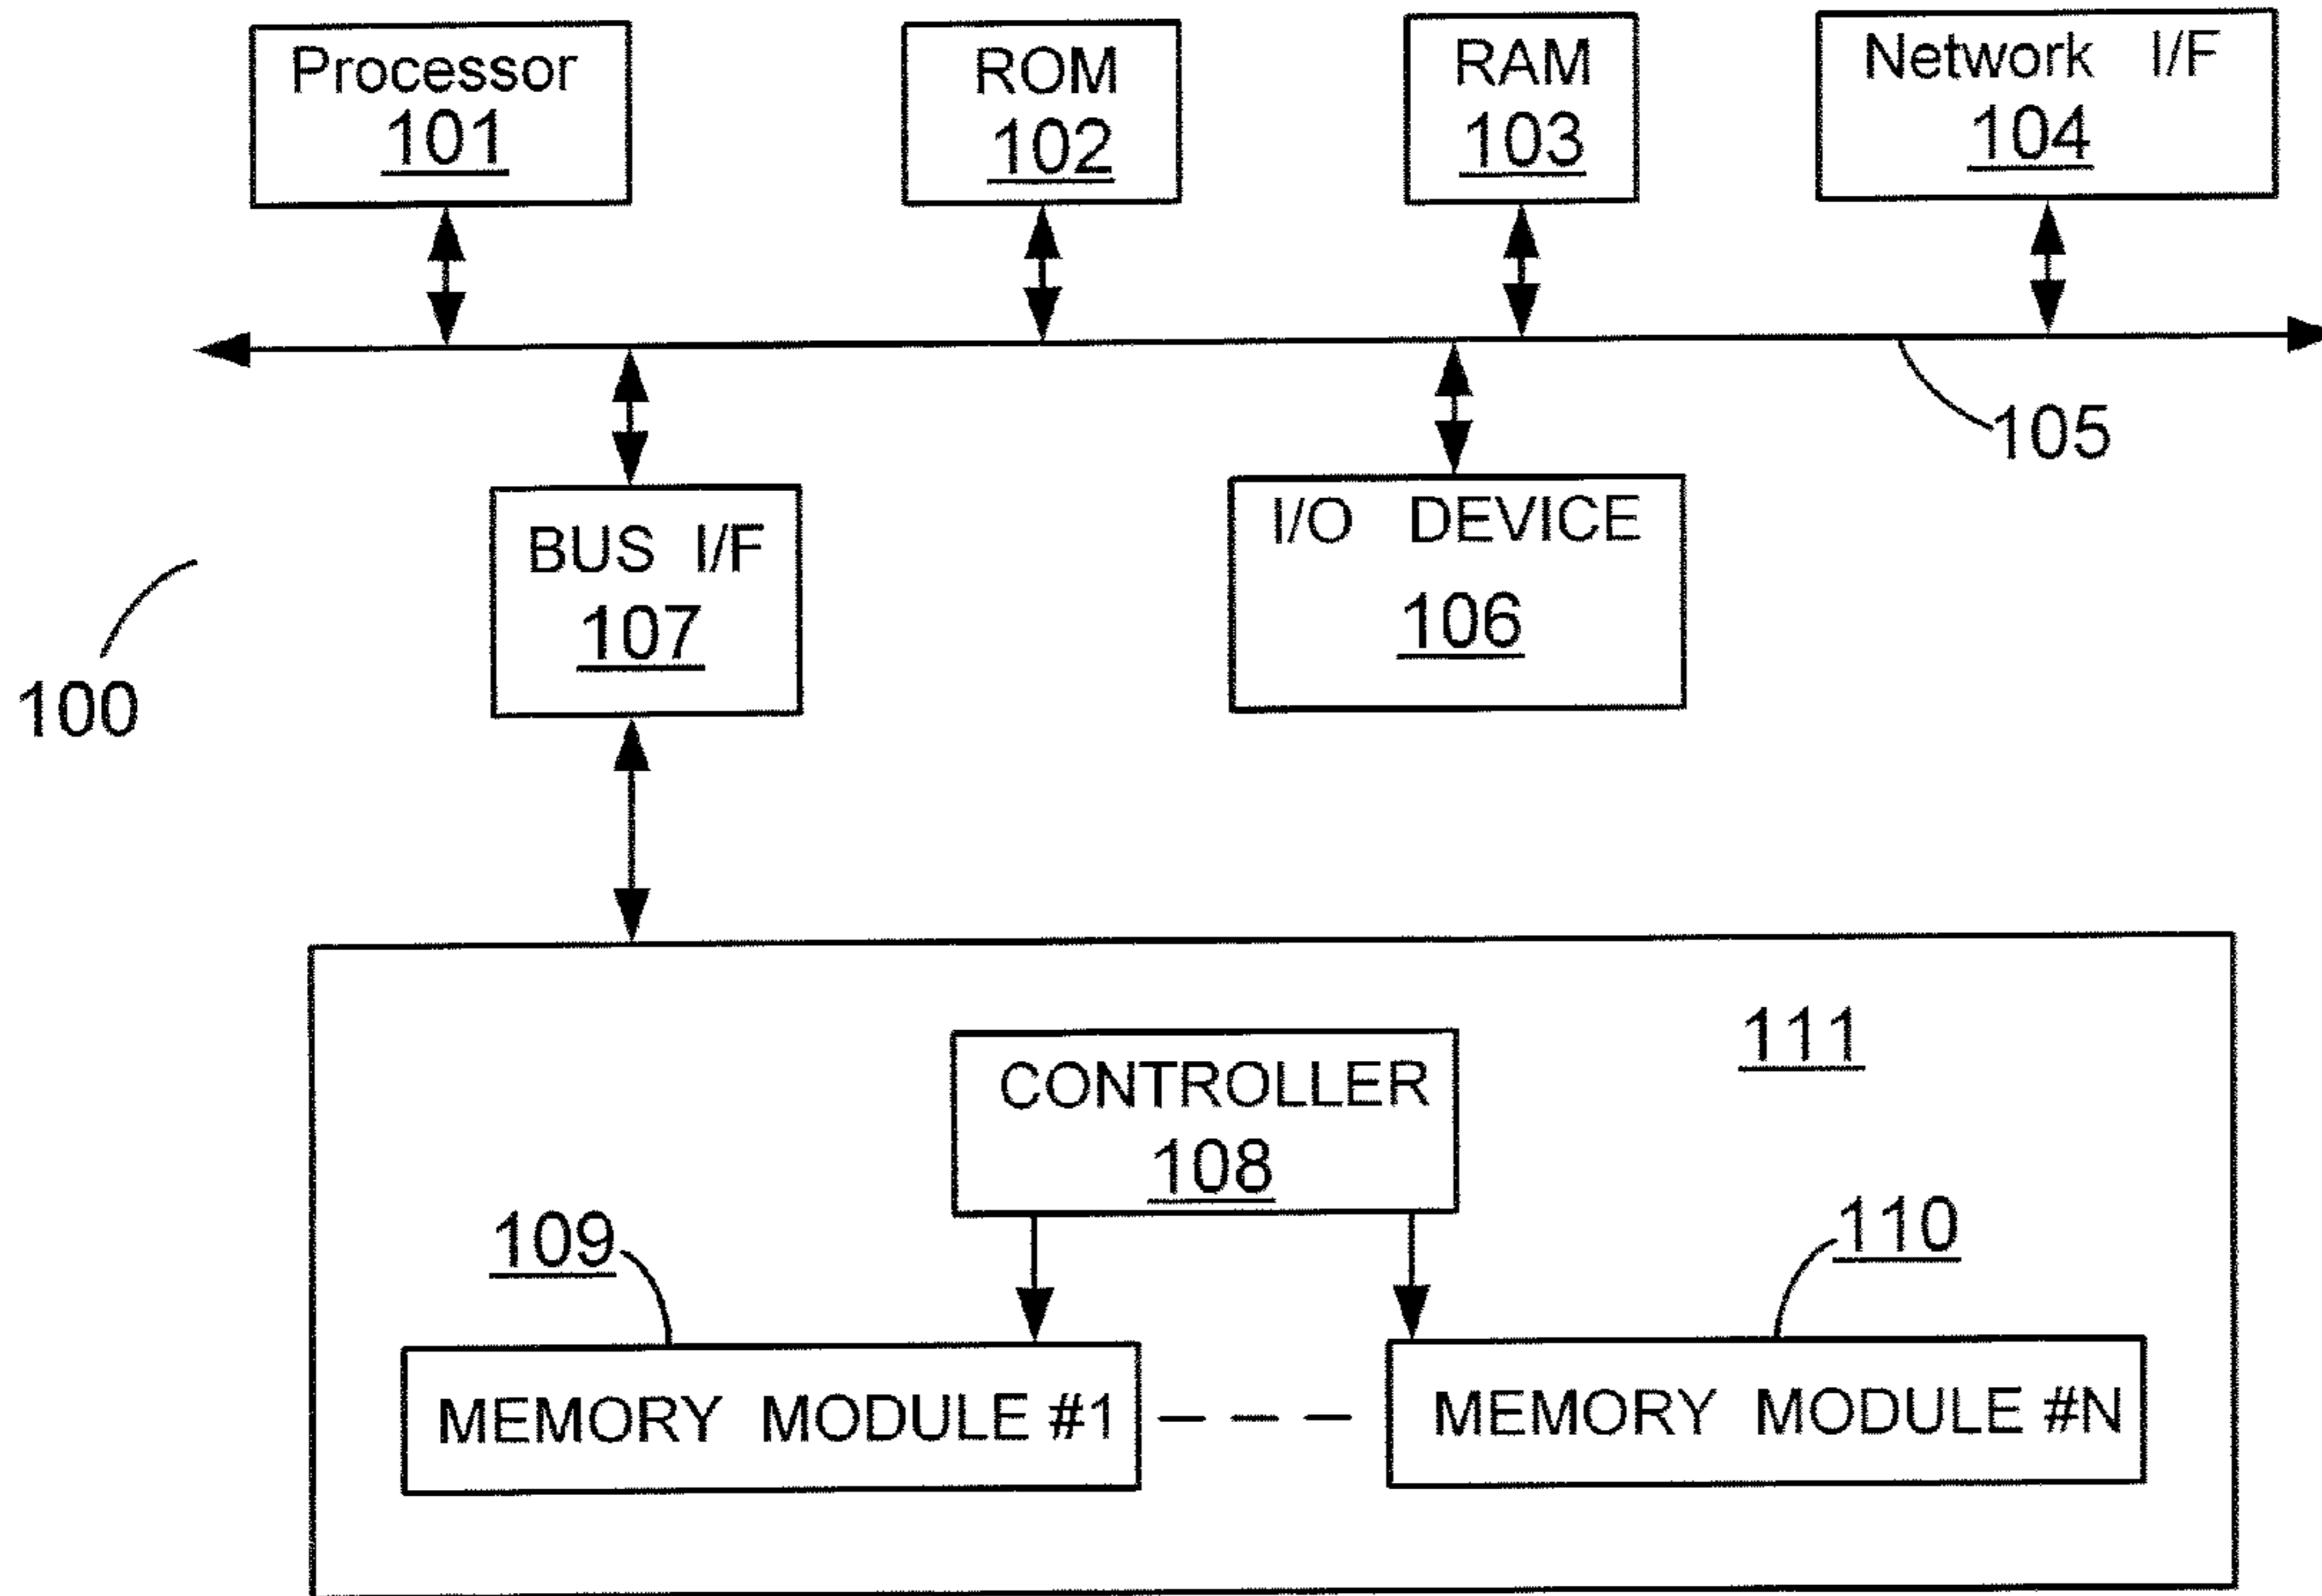 Processor
101
ROM
102
RAM
103
Network I/F
104
105
BUS I/F
107
I/O DEVICE
106
100
111
CONTROLLER
108
109
110
MEMORY MODULE #1
MEMORY MODULE #N